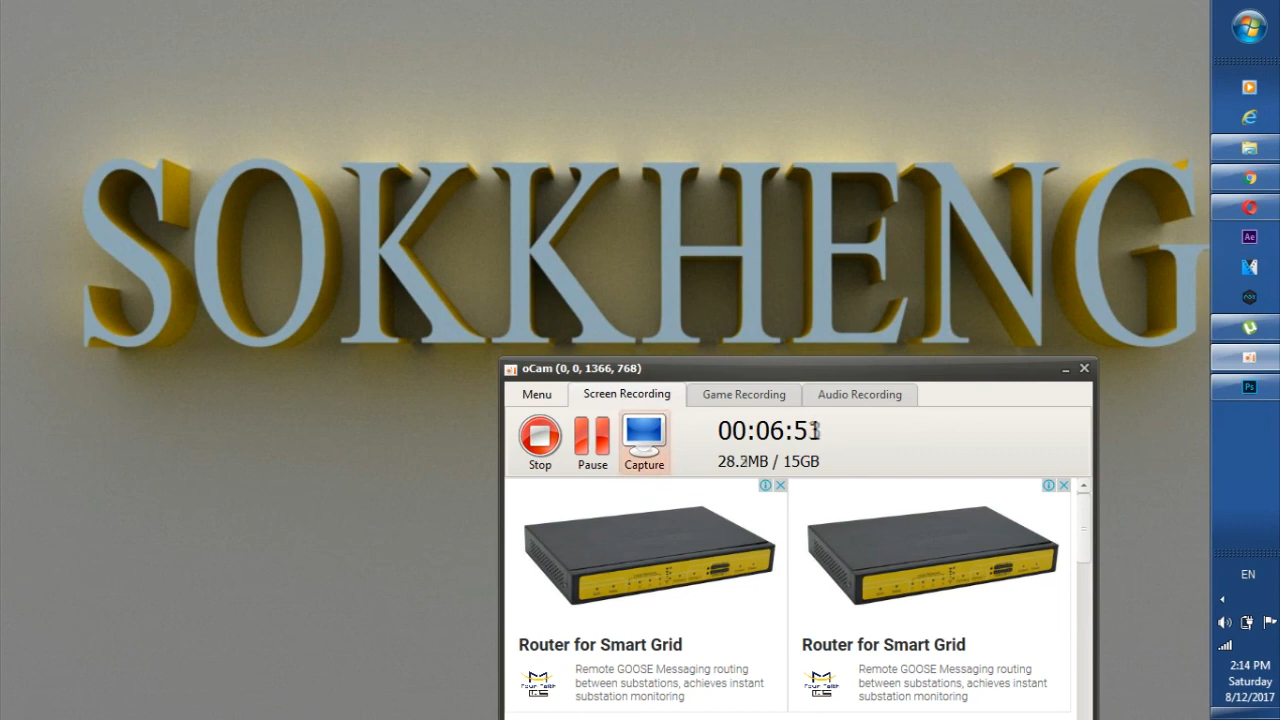 SOKKHENG
oCam (0, 0, 1366, 768)
Menu
Screen Recording
Game Recording
Audio Recording
Stop
Pause
Capture
00:06:51
28.2MB / 15GB
Router for Smart Grid
Remote GOOSE Messaging routing
between substations, achieves instant
substation monitoring
Router for Smart Grid
Remote GOOSE Messaging routing
between substations, achieves instant
substation monitoring
Ae
Ps
EN
2:14 PM
Saturday
8/12/2017